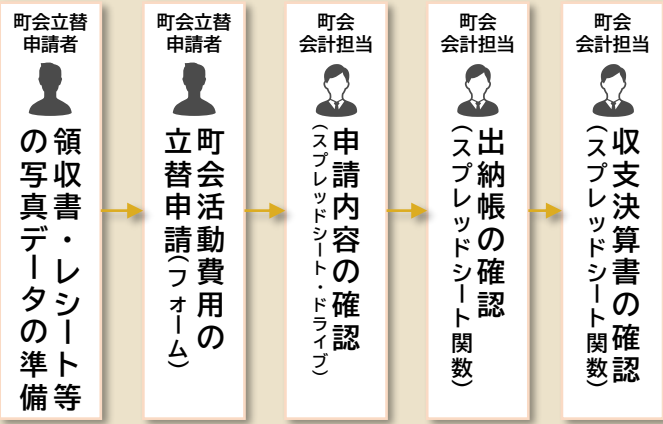 町会立替
申請者
領収書・レシート等
の写真データの準備
町会立替
申請者
町会活動費用の
立替申請(フォーム)
町会
会計担当
申請内容の確認
(スプレッドシート・ドライブ)
町会
会計担当
出納帳の確認
(スプレッドシート関数)
町会
会計担当
収支決算書の確認
(スプレッドシート関数)